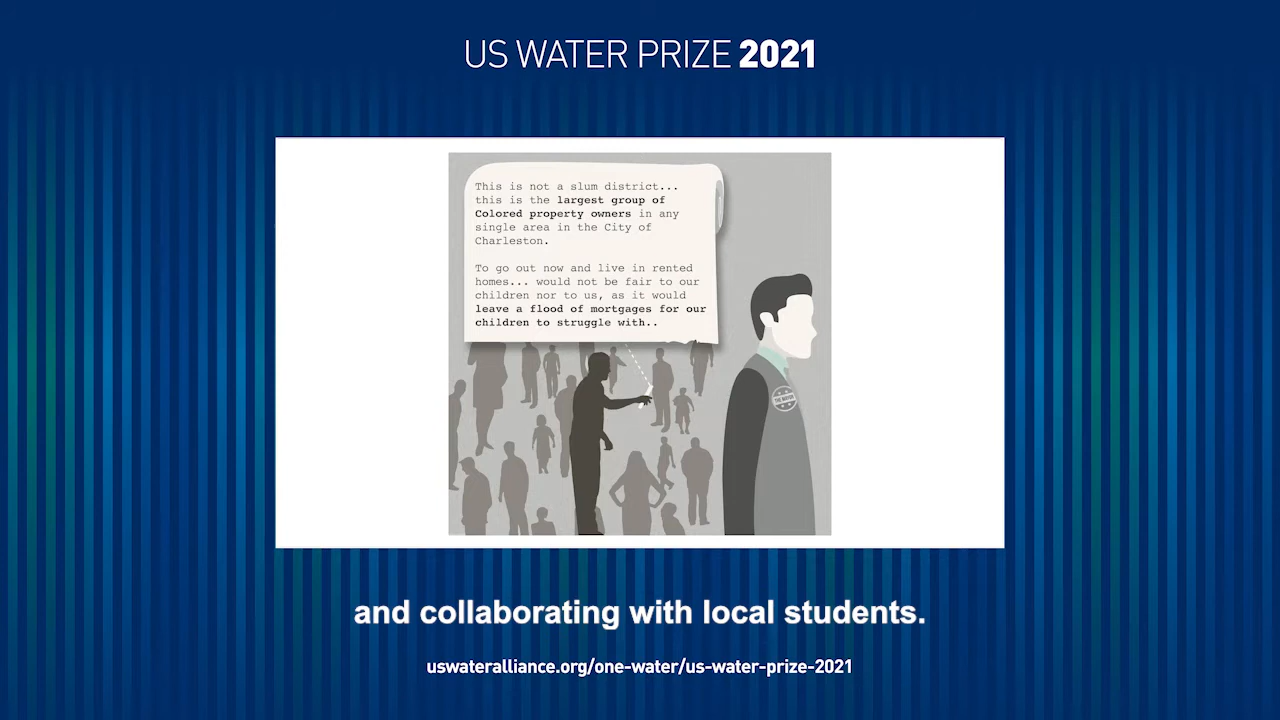 US WATER PRIZE 2021
This is not a slum district...
this is the largest group of
Colored property owners in any
single area in the City of
Charleston.
To go out now and live in rented
homes... would not be fair to our
children nor to us, as it would
leave a flood of mortgages for our
children to struggle with..
THE MAYOR
and collaborating with local students.
uswateralliance.org/one-water/us-water-prize-2021